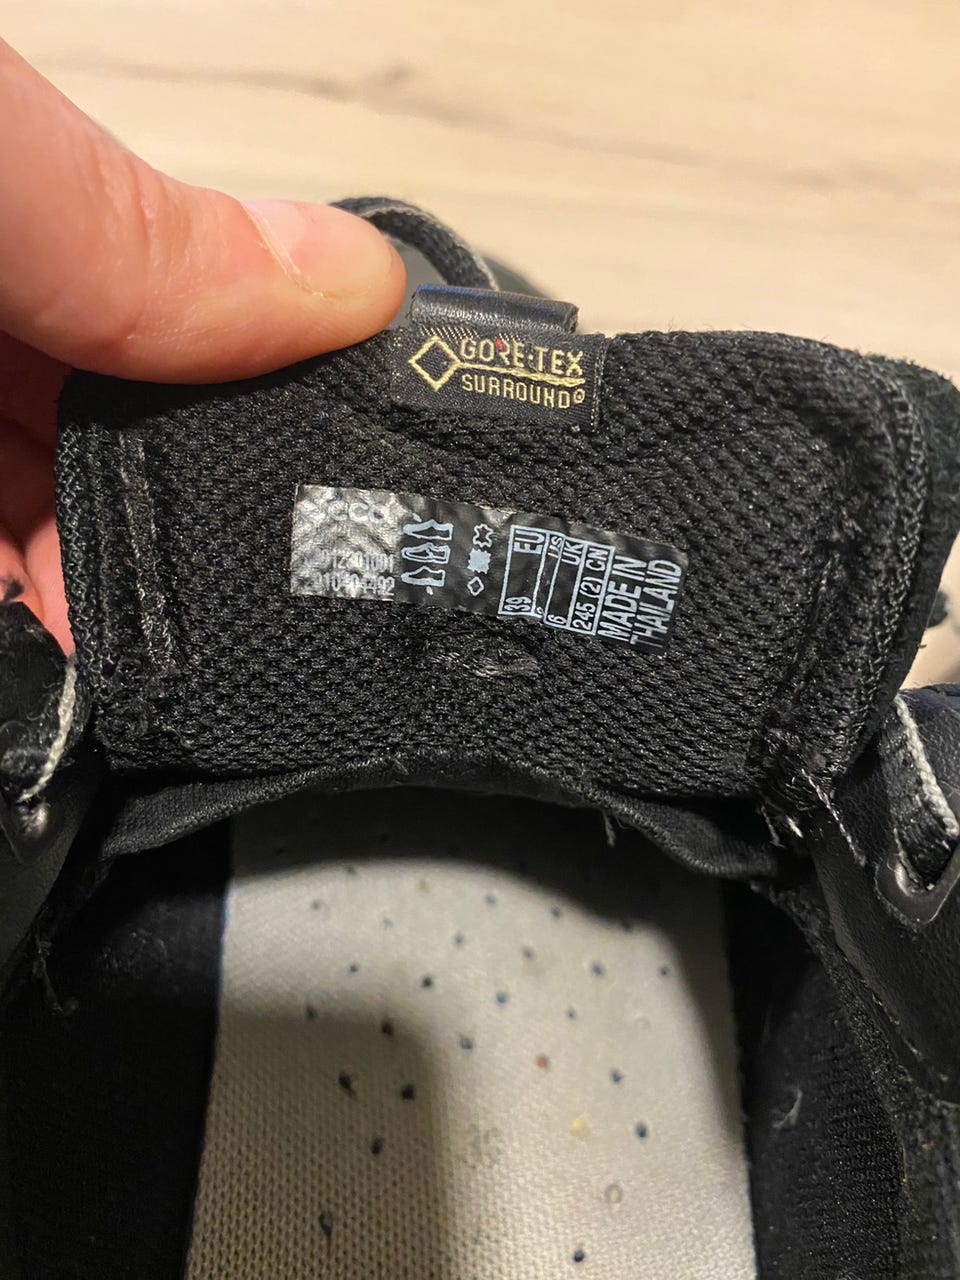 GORE-TEX
SURROUND®
ecco
EU
39
US
UK
6
CN
245 (2)
MADE IN
THAILAND